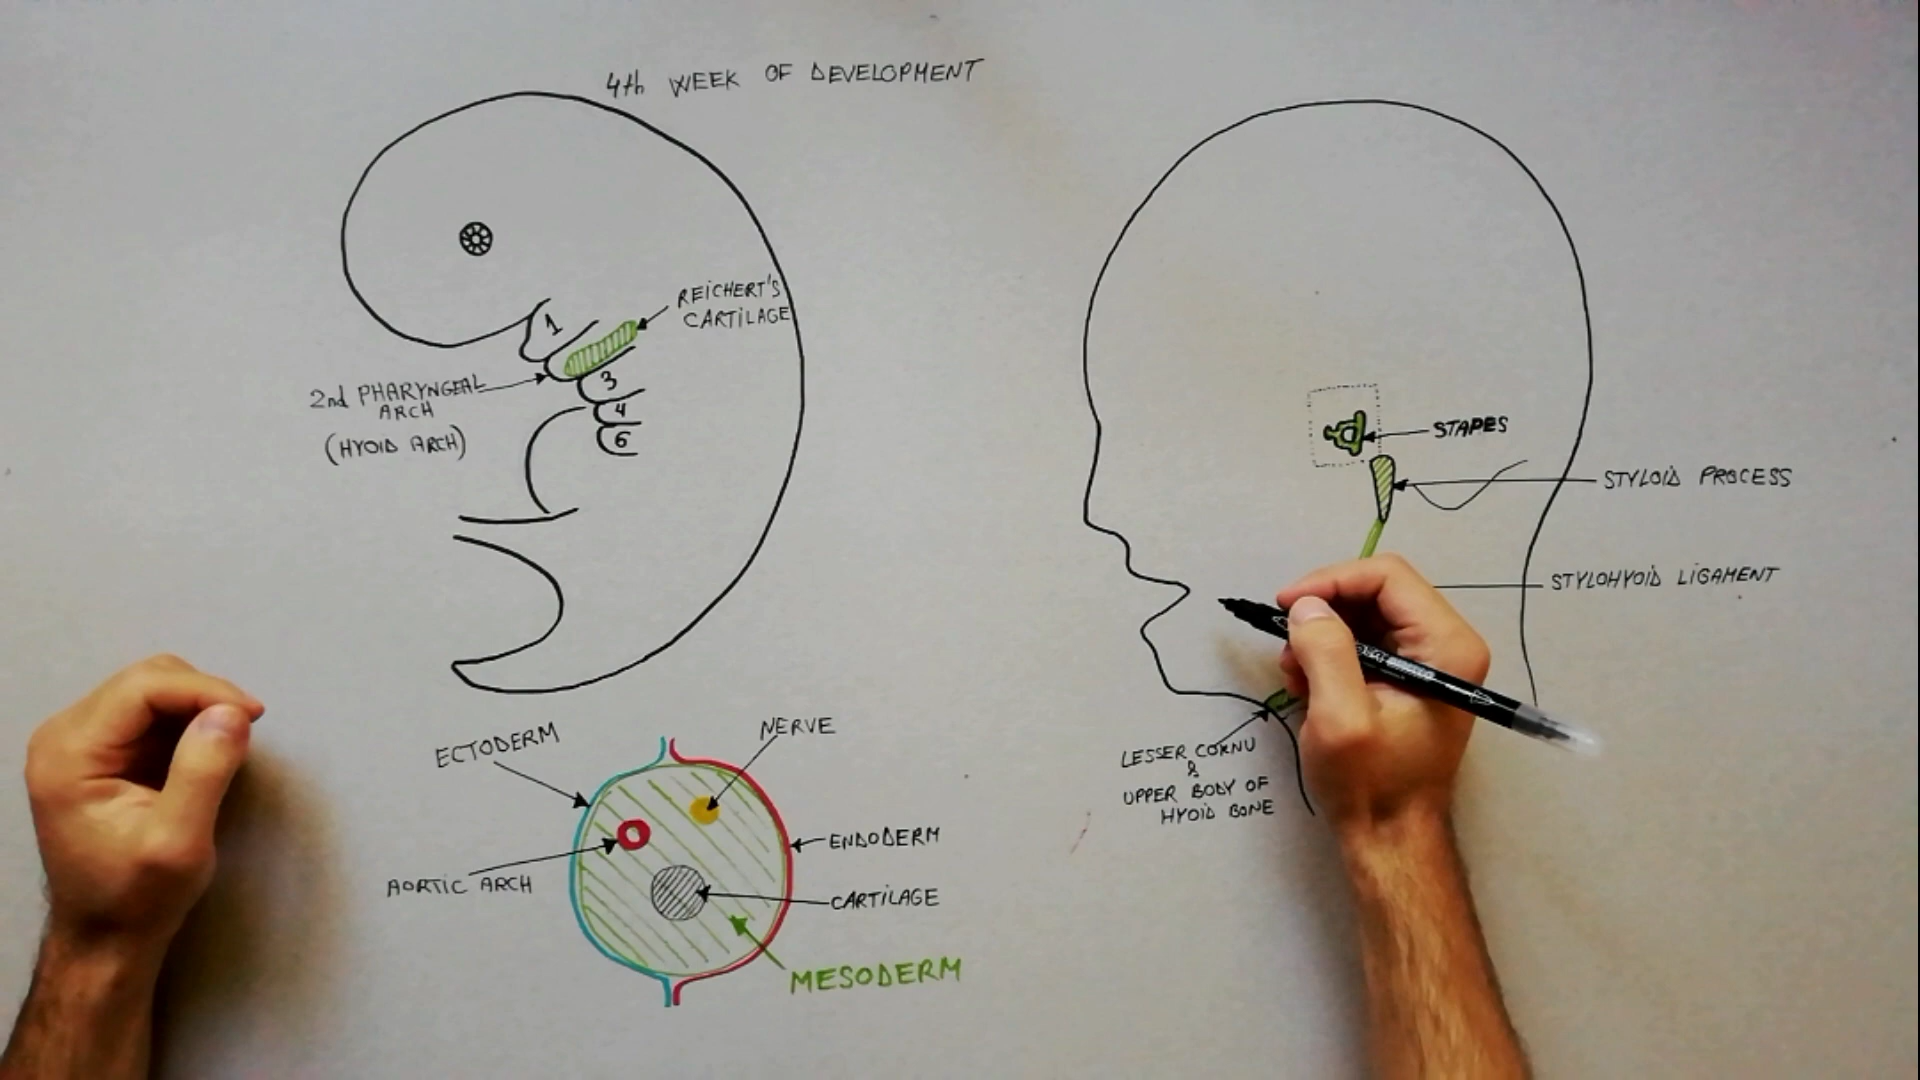 4th WEEK OF DEVELOPMENT
REICHERT'S
CARTILAGE
1
3
4
6
2nd PHARYNGEAL
ARCH
(HYOID ARCH)
ECTODERM
NERVE
AORTIC ARCH
ENDODERM
CARTILAGE
MESODERM
STAPES
STYLOID PROCESS
STYLOHYOID LIGAMENT
LESSER CORNU
&
UPPER BODY OF
HYOID BONE